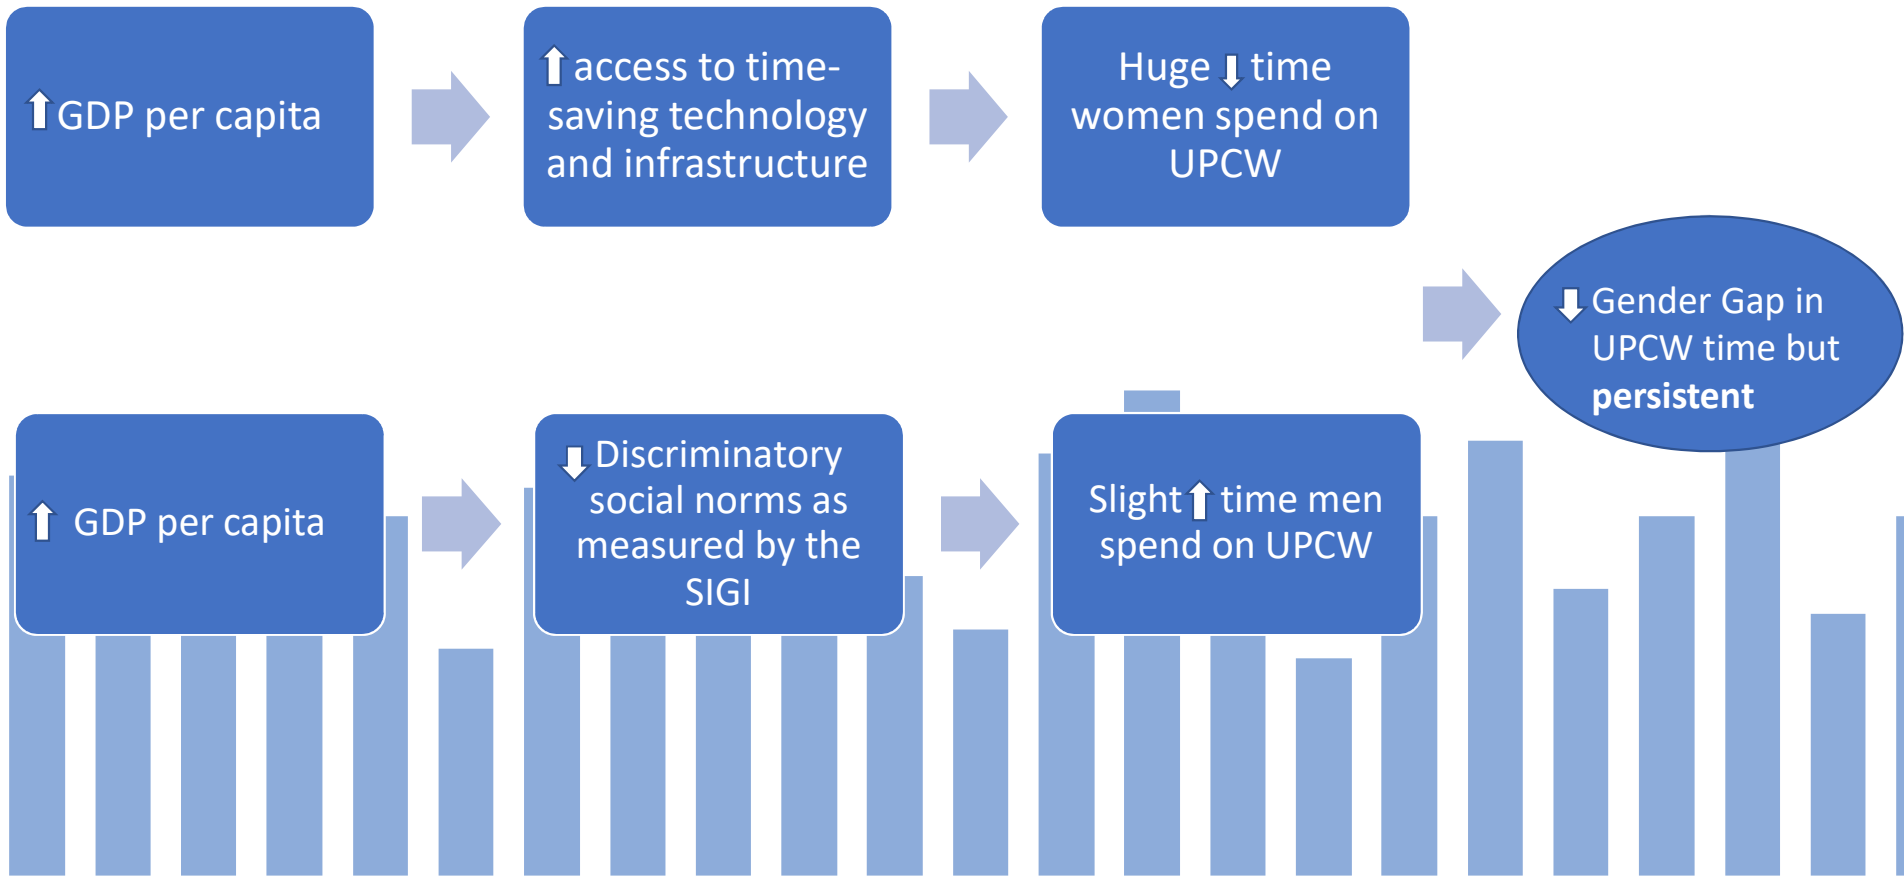 GDP per capita
access to time-
saving technology
and infrastructure
Huge time
women spend on
UPCW
Gender Gap in
UPCW time but
persistent
GDP per capita
Discriminatory
social norms as
measured by the
SIGI
Slight time men
spend on UPCW